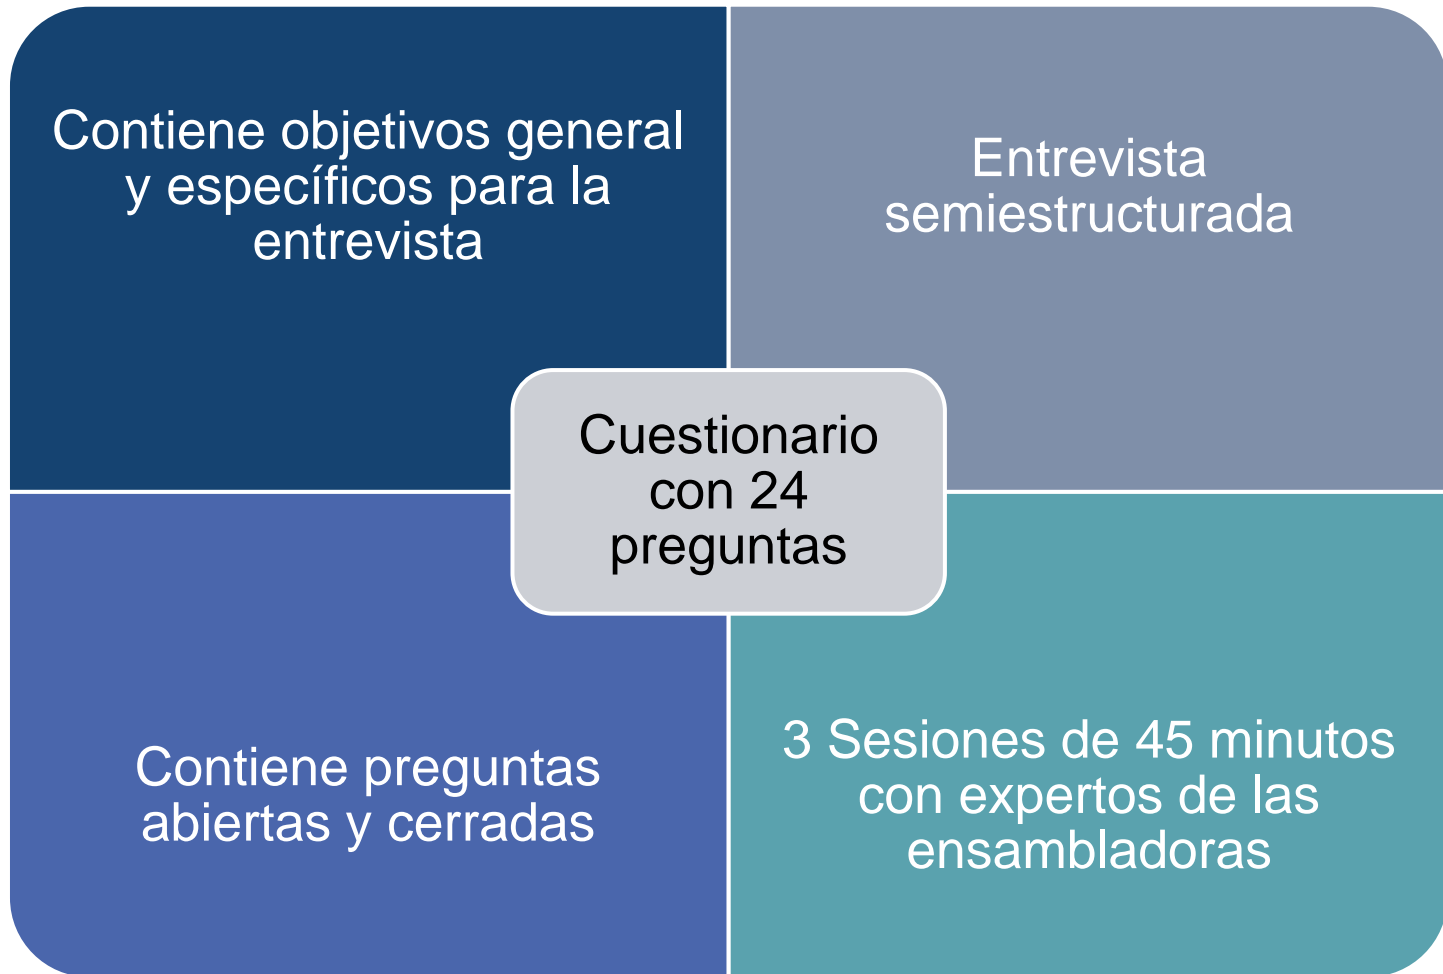 Contiene objetivos general
y específicos para la
entrevista
Entrevista
semiestructurada
Cuestionario
con 24
preguntas
Contiene preguntas
abiertas y cerradas
3 Sesiones de 45 minutos
con expertos de las
ensambladoras